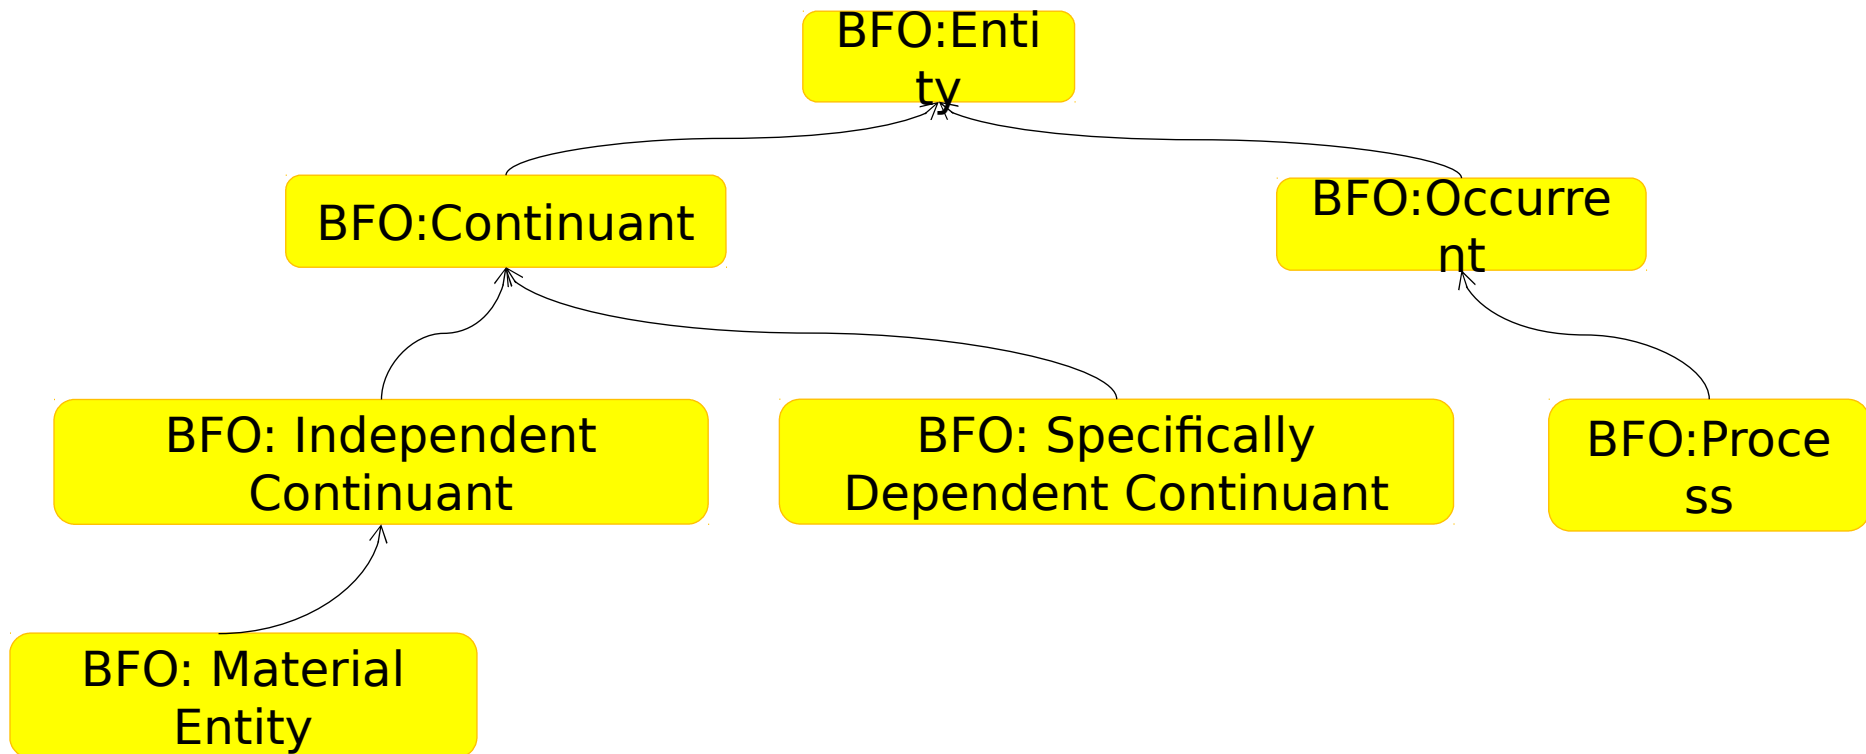 BFO:Enti
ty
BFO:Continuant
BFO:Occurre
nt
BFO: Independent
Continuant
BFO: Specifically
Dependent Continuant
BFO:Proce
ss
BFO: Material
Entity